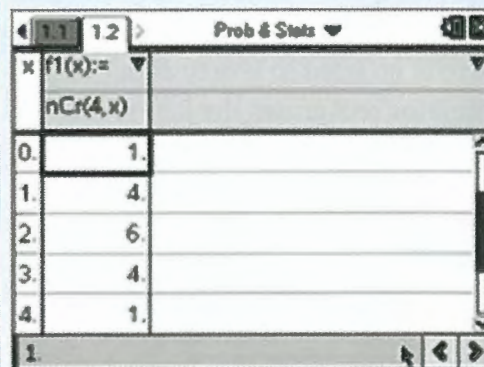 1.1 1.2 Prob & Stats
x f1(x):=
nCr(4,x)
0. 1.
1. 4.
2. 6.
3. 4.
4. 1.
1.